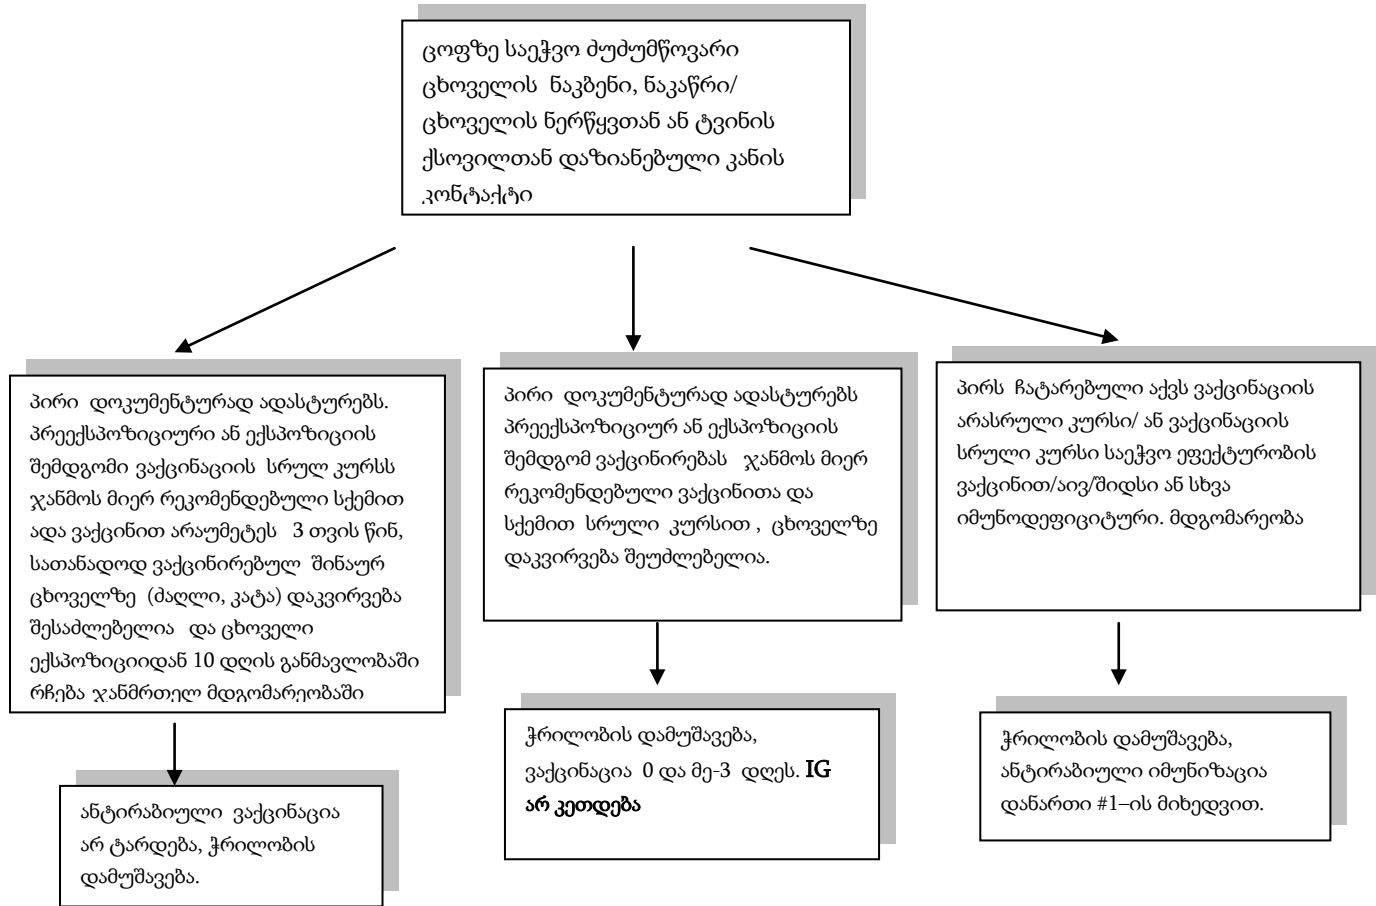 ცოფზე საეჭვო ძუძუმწოვარი
ცხოველის ნაკბენი, ნაკაწრი/
ცხოველის ნერწყვთან ან ტვინის
ქსოვილთან დაზიანებული კანის
კონტაქტი
პირი დოკუმენტურად ადასტურებს.
პრეექსპოზიციური ან ექსპოზიციის
შემდგომი ვაქცინაციის სრულ კურსს
ჯანმოს მიერ რეკომენდებული სქემით
ადა ვაქცინით არაუმეტეს 3 თვის წინ,
სათანადოდ ვაქცინირებულ შინაურ
ცხოველზე (ძაღლი, კატა) დაკვირვება
შესაძლებელია და ცხოველი
ექსპოზიციიდან 10 დღის განმავლობაში
რჩება ჯანმრთელ მდგომარეობაში
პირი დოკუმენტურად ადასტურებს
პრეექსპოზიციურ ან ექსპოზიციის
შემდგომ ვაქცინირებას ჯანმოს მიერ
რეკომენდებული ვაქცინითა და
სქემით სრული კურსით , ცხოველზე
დაკვირვება შეუძლებელია.
პირს ჩატარებული აქვს ვაქცინაციის
არასრული კურსი/ ან ვაქცინაციის
სრული კურსი საეჭვო ეფექტურობის
ვაქცინით/აივ/შიდსი ან სხვა
იმუნოდეფიციტური. მდგომარეობა
ანტირაბიული ვაქცინაცია
არ ტარდება, ჭრილობის
დამუშავება.
ჭრილობის დამუშავება,
ვაქცინაცია 0 და მე-3 დღეს. IG
არ კეთდება
ჭრილობის დამუშავება,
ანტირაბიული იმუნიზაცია
დანართი #1–ის მიხედვით.